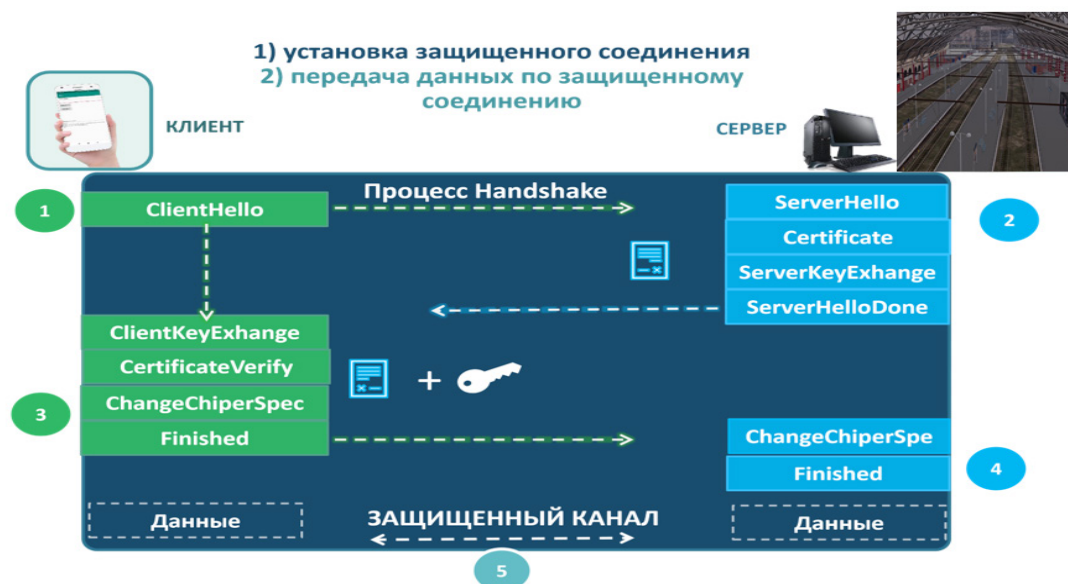 1) установка защищенного соединения
2) передача данных по защищенному
соединению
КЛИЕНТ
СЕРВЕР
Процесс Handshake
1
ClientHello
ServerHello
2
Certificate
ServerKeyExhange
ServerHelloDone
ClientKeyExhange
CertificateVerify
+
3
ChangeChiperSpec
Finished
ChangeChiperSpe
Finished
4
Данные
ЗАЩИЩЕННЫЙ КАНАЛ
Данные
5